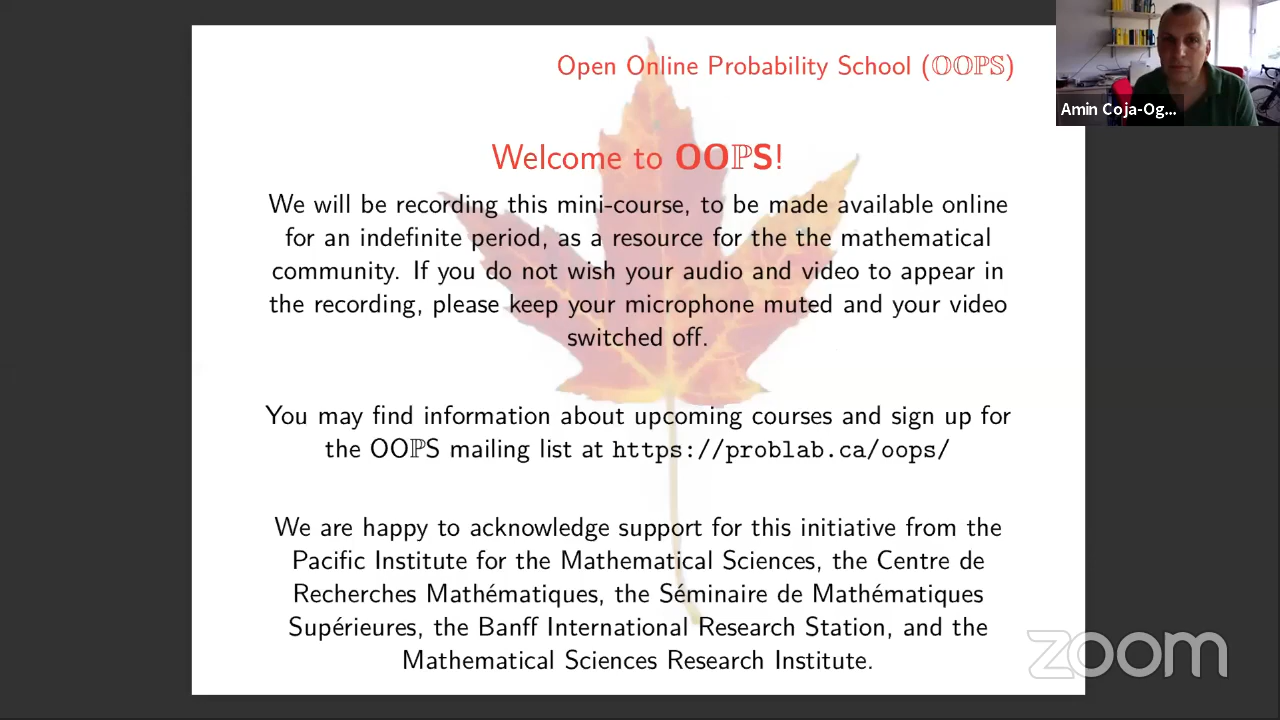 Open Online Probability School (𝕆𝕆ℙ𝕊)
Amin Coja-Og...
Welcome to OOℙS!
We will be recording this mini-course, to be made available online
for an indefinite period, as a resource for the the mathematical
community. If you do not wish your audio and video to appear in
the recording, please keep your microphone muted and your video
switched off.
You may find information about upcoming courses and sign up for
the OOℙS mailing list at https://problab.ca/oops/
We are happy to acknowledge support for this initiative from the
Pacific Institute for the Mathematical Sciences, the Centre de
Recherches Mathématiques, the Séminaire de Mathématiques
Supérieures, the Banff International Research Station, and the
Mathematical Sciences Research Institute.
zoom